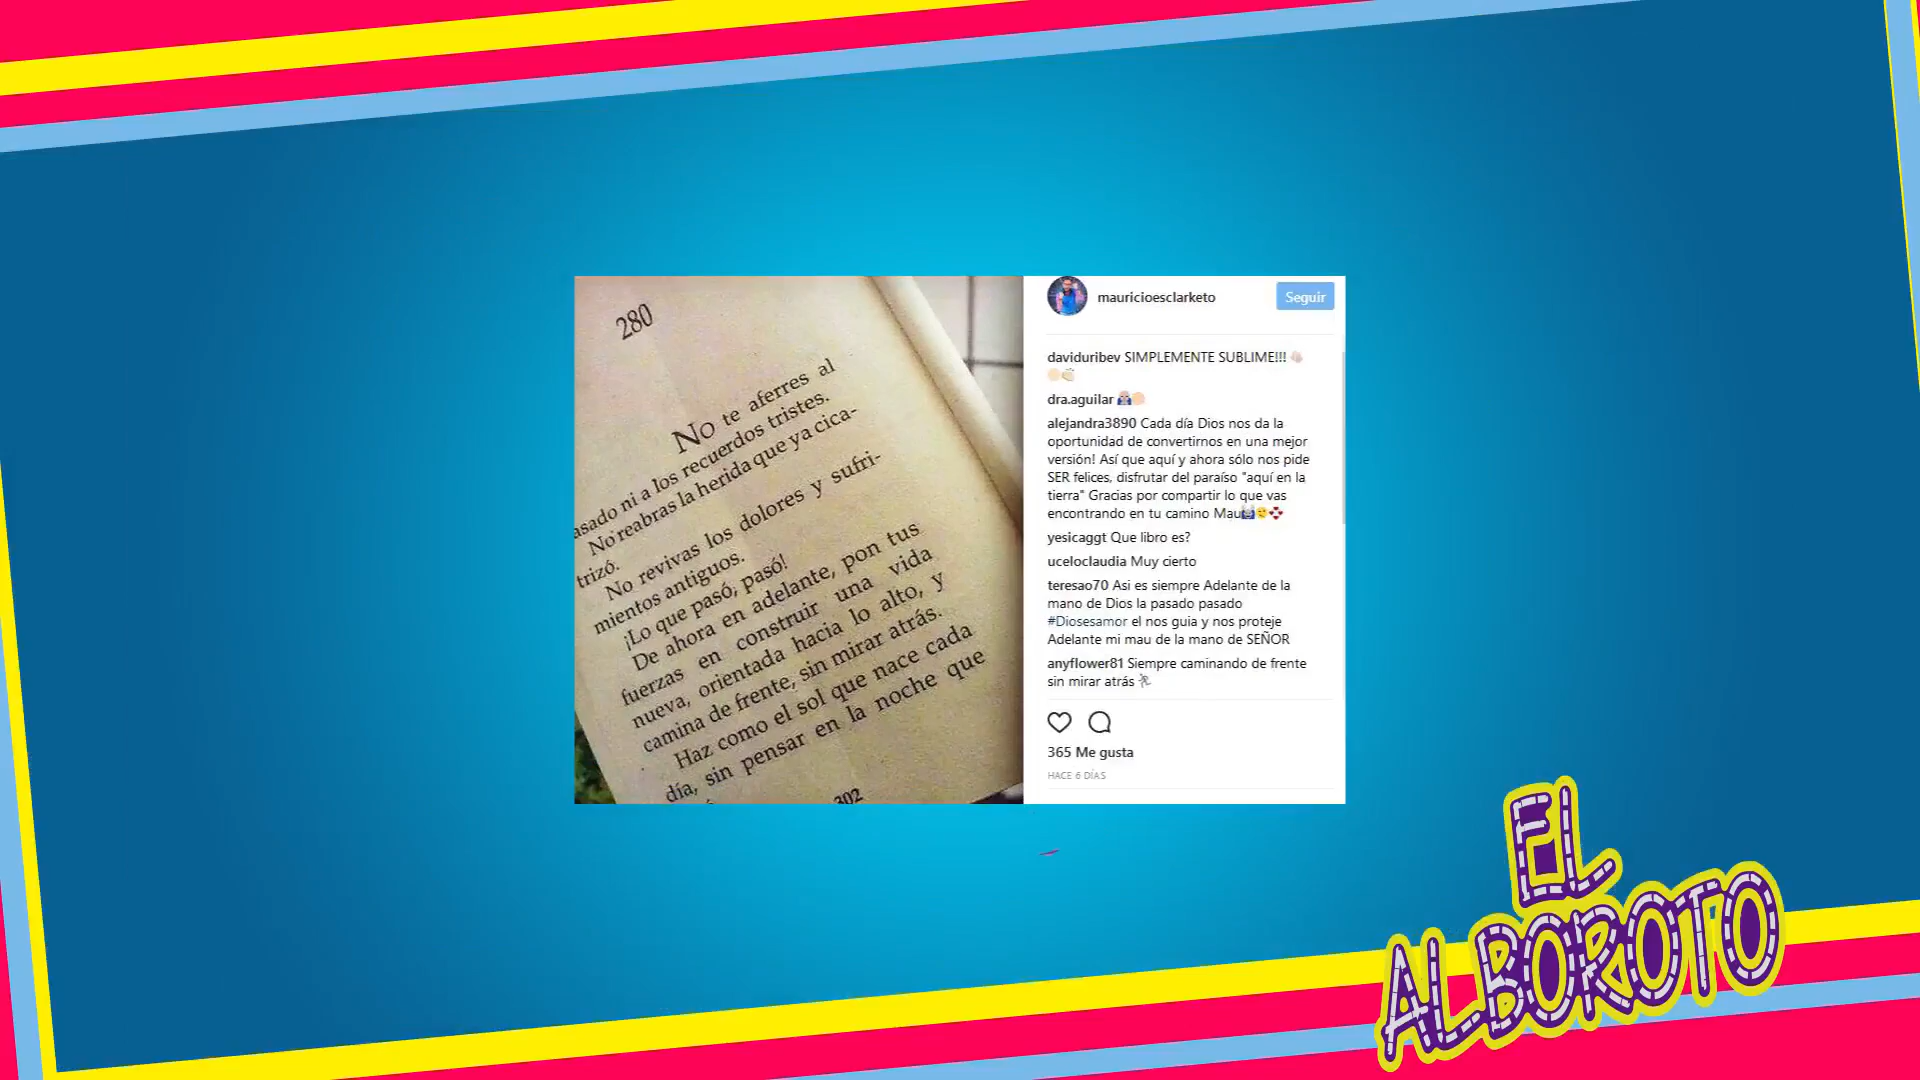 280
No te aferres al
asado ni a los recuerdos tristes.
No reabras la herida que ya cica-
trizó.
No revivas los dolores y sufri-
mientos antiguos.
¡Lo que pasó, pasó!
De ahora en adelante, pon tus
fuerzas en construir una vida
nueva, orientada hacia lo alto, y
camina de frente, sin mirar atrás.
Haz como el sol que nace cada
día, sin pensar en la noche que
302
mauricioesclarketo
Seguir
daviduribev SIMPLEMENTE SUBLIME!!!
dra.aguilar
alejandra3890 Cada día Dios nos da la
oportunidad de convertirnos en una mejor
versión! Así que aquí y ahora sólo nos pide
SER felices, disfrutar del paraíso "aquí en la
tierra" Gracias por compartir lo que vas
encontrando en tu camino Mau
yesicaggt Que libro es?
uceloclaudia Muy cierto
teresao70 Asi es siempre Adelante de la
mano de Dios la pasado pasado
#Diosesamor el nos guia y nos proteje
Adelante mi mau de la mano de SEÑOR
anyflower81 Siempre caminando de frente
sin mirar atrás
365 Me gusta
HACE 6 DÍAS
EL
ALBOROTO